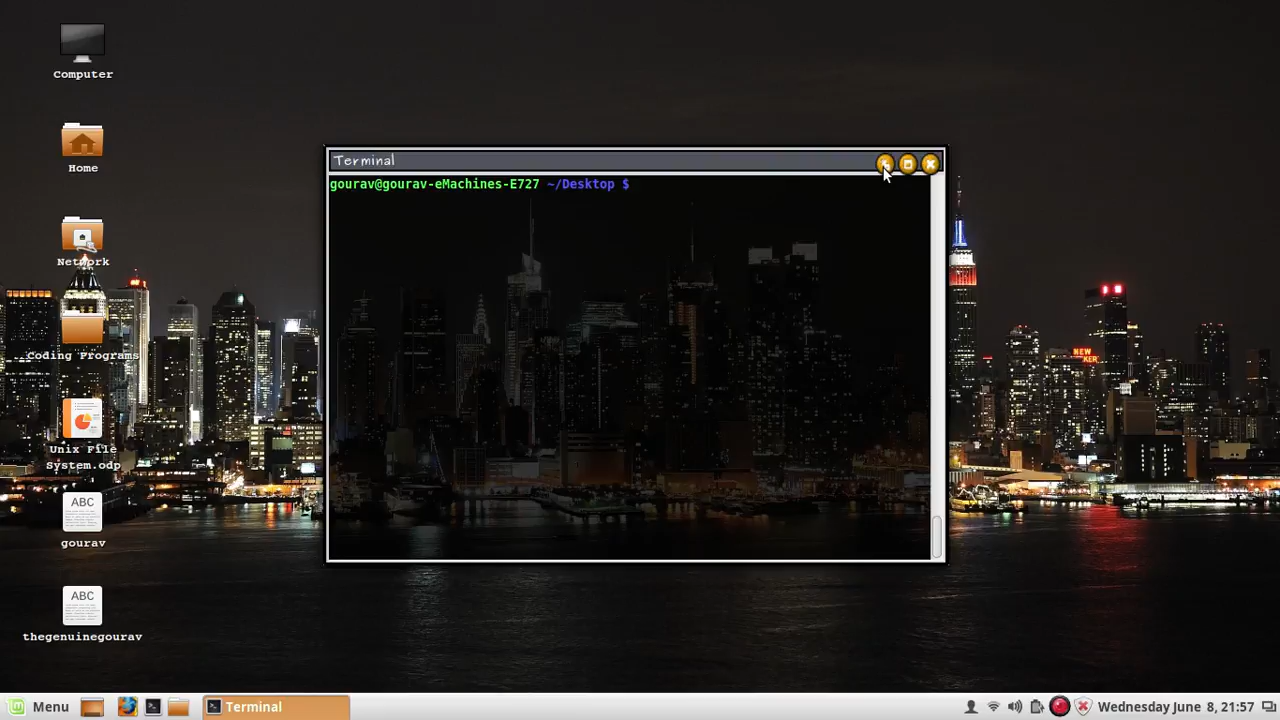 Computer
Home
Network
Coding Programs
Unix File
System.odp
ABC
gourav
ABC
thegenuinegourav
Terminal
gourav@gourav-eMachines-E727 ~/Desktop $
NEW
Menu
Terminal
Wednesday June 8, 21:57